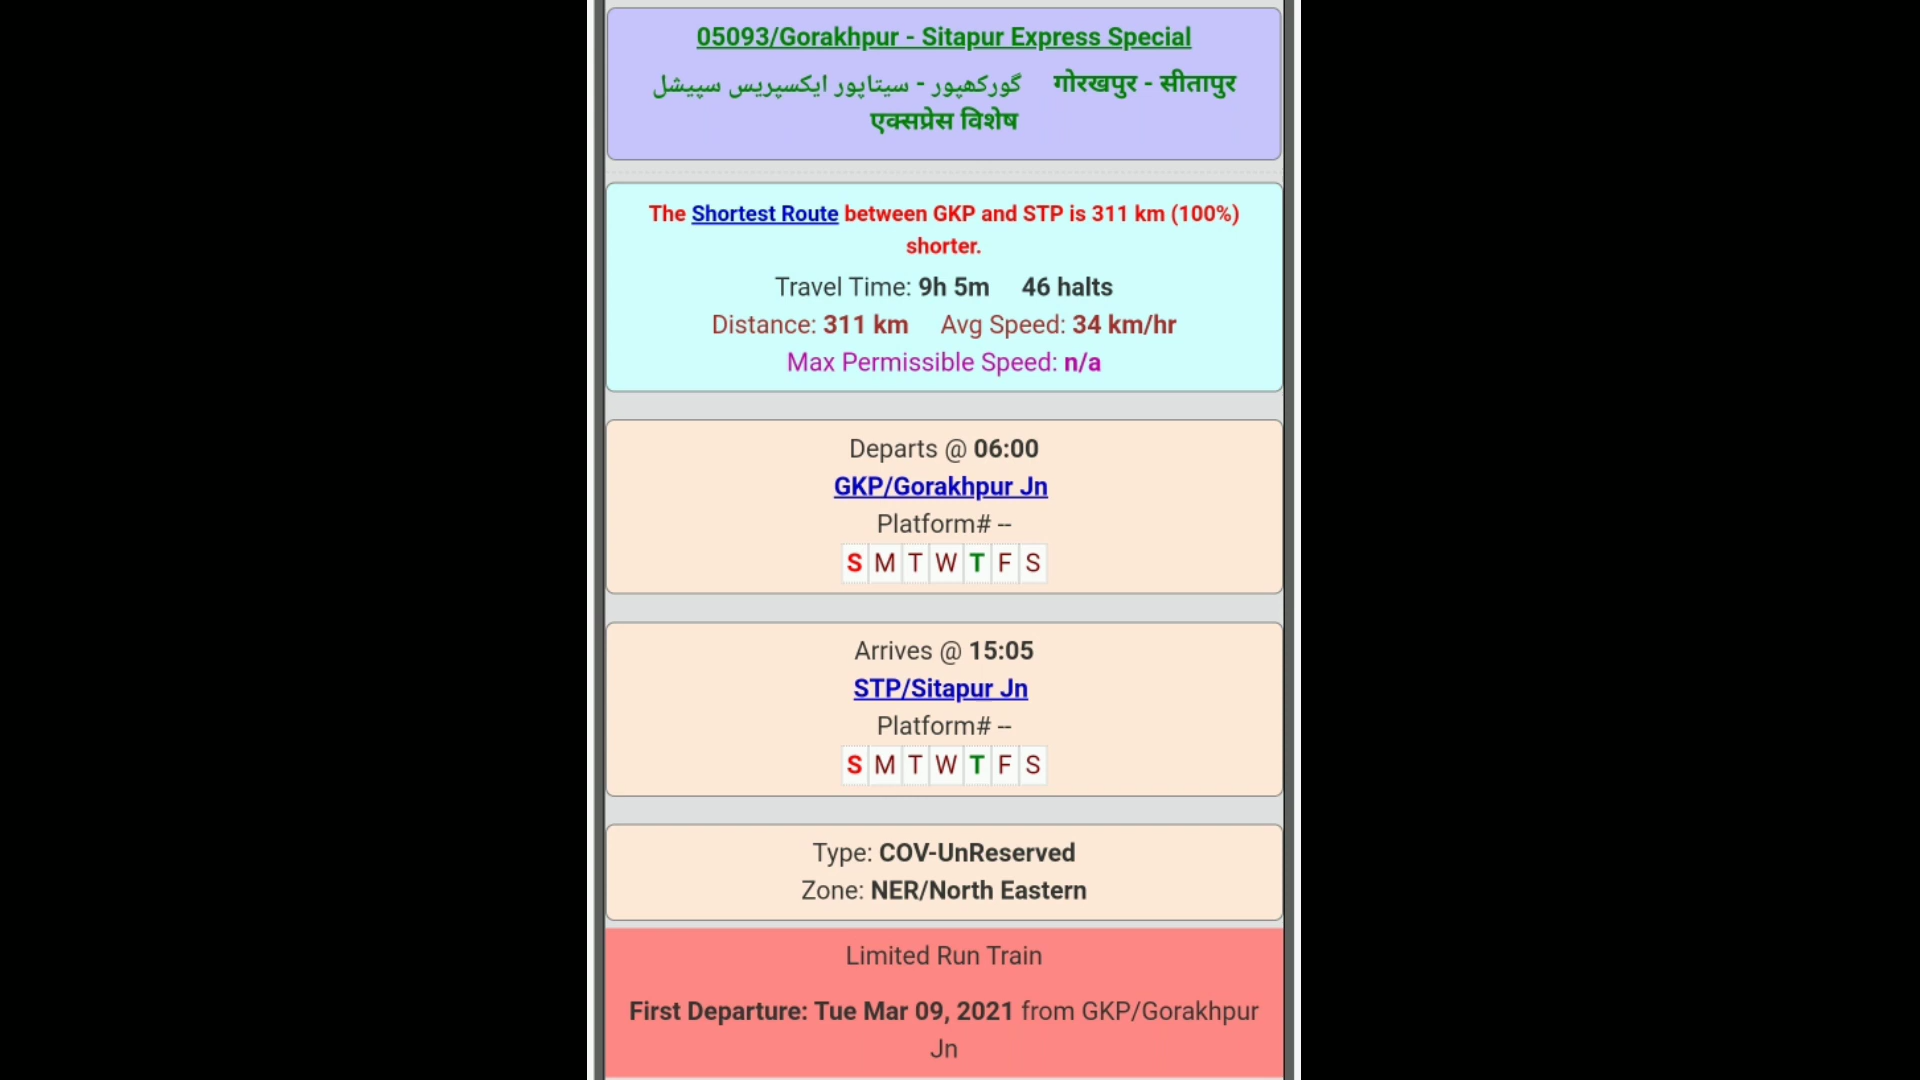 05093/Gorakhpur - Sitapur Express Special
گورکھپور - سیتاپور ایکسپریس سپیشل गोरखपुर - सीतापुर
एक्सप्रेस विशेष
The Shortest Route between GKP and STP is 311 km (100%)
shorter.
Travel Time: 9h 5m 46 halts
Distance: 311 km Avg Speed: 34 km/hr
Max Permissible Speed: n/a
Departs @ 06:00
GKP/Gorakhpur Jn
Platform# --
S M T W T F S
Arrives @ 15:05
STP/Sitapur Jn
Platform# --
S M T W T F S
Type: COV-UnReserved
Zone: NER/North Eastern
Limited Run Train
First Departure: Tue Mar 09, 2021 from GKP/Gorakhpur
Jn